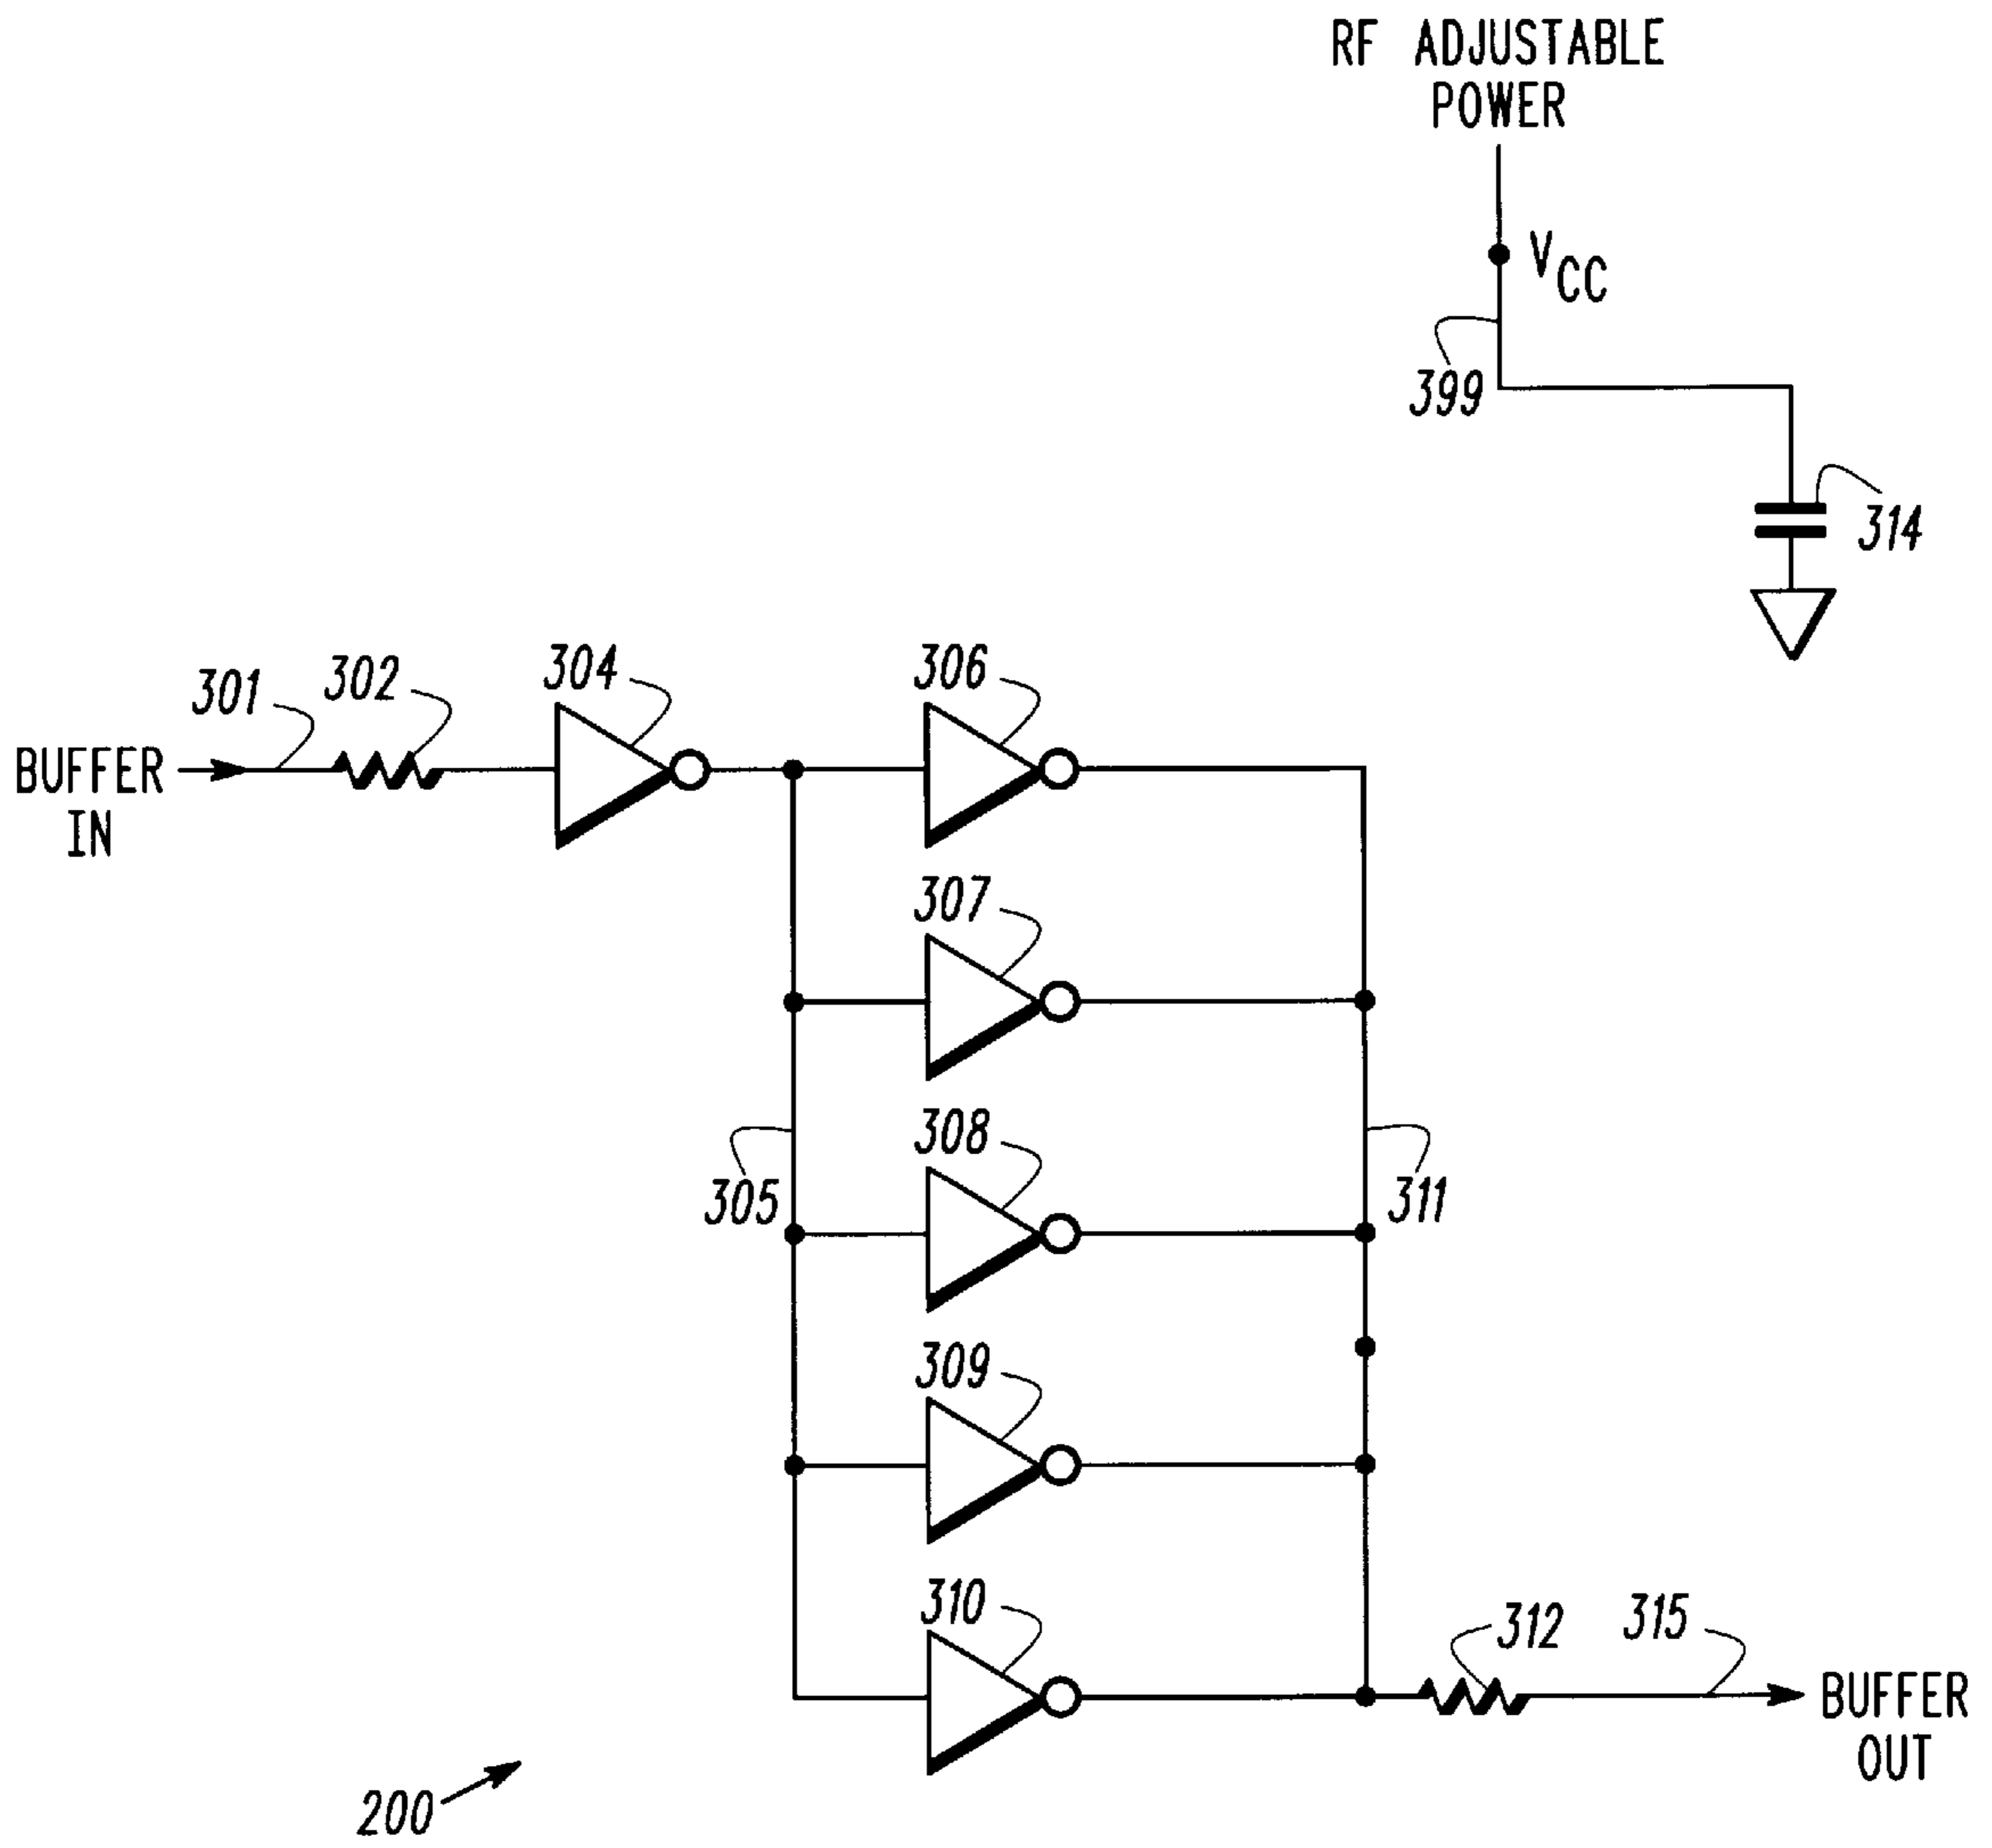 RF ADJUSTABLE
POWER
VCC
399
314
301
302
304
306
BUFFER
IN
307
308
305
311
309
310
312
315
BUFFER
OUT
200